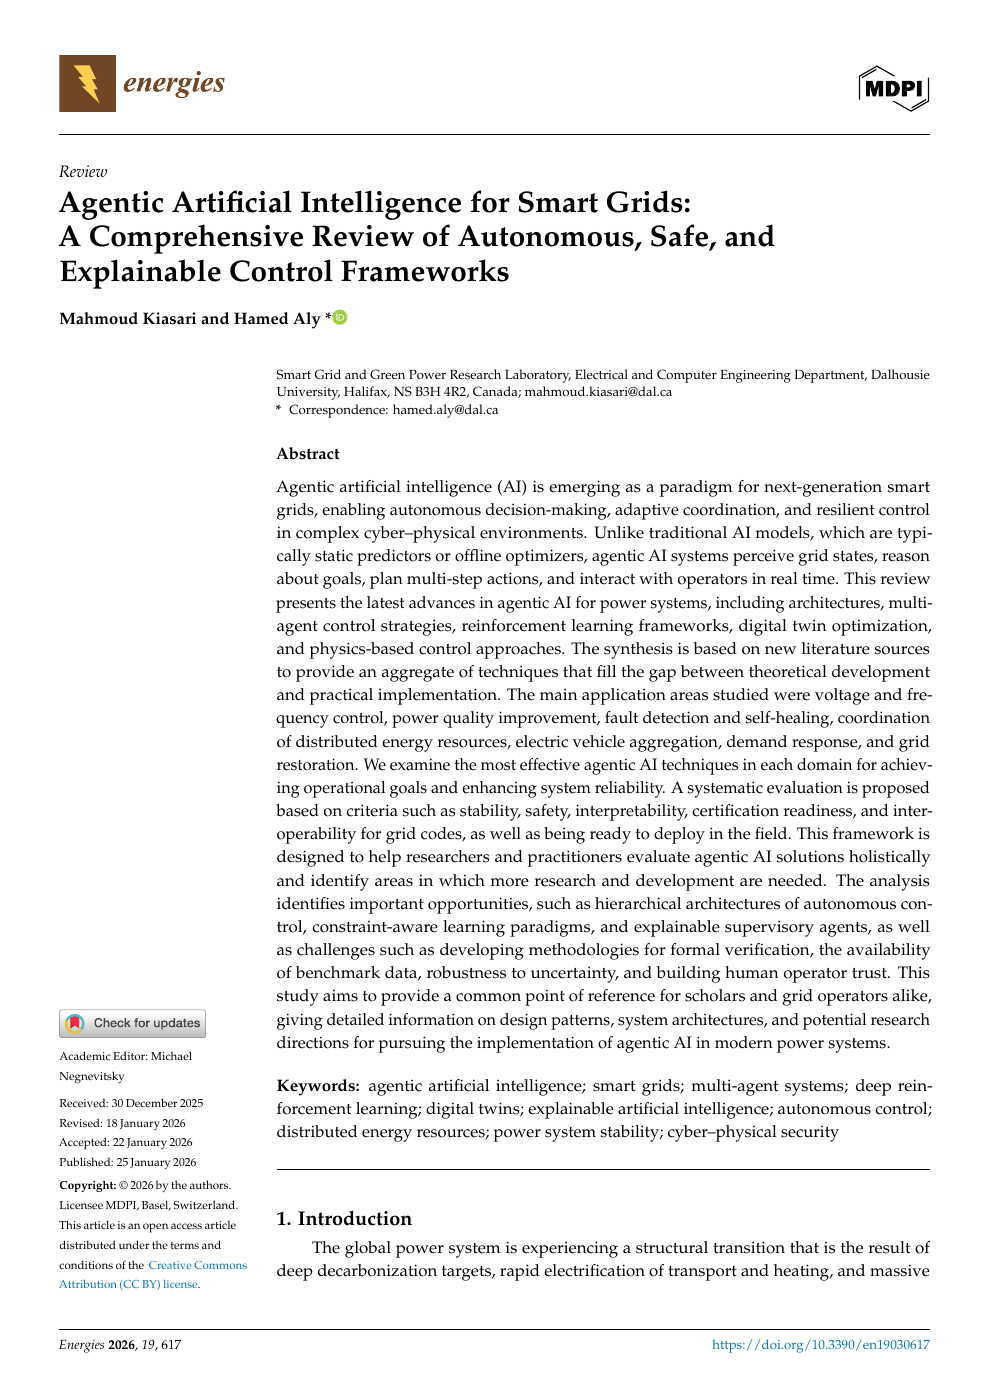 energies
MDPI
Review
Agentic Artificial Intelligence for Smart Grids:
A Comprehensive Review of Autonomous, Safe, and
Explainable Control Frameworks
Mahmoud Kiasari and Hamed Aly *
iD
Smart Grid and Green Power Research Laboratory, Electrical and Computer Engineering Department, Dalhousie
University, Halifax, NS B3H 4R2, Canada; mahmoud.kiasari@dal.ca
* Correspondence: hamed.aly@dal.ca
Abstract
Agentic artificial intelligence (AI) is emerging as a paradigm for next-generation smart
grids, enabling autonomous decision-making, adaptive coordination, and resilient control
in complex cyber–physical environments. Unlike traditional AI models, which are typi-
cally static predictors or offline optimizers, agentic AI systems perceive grid states, reason
about goals, plan multi-step actions, and interact with operators in real time. This review
presents the latest advances in agentic AI for power systems, including architectures, multi-
agent control strategies, reinforcement learning frameworks, digital twin optimization,
and physics-based control approaches. The synthesis is based on new literature sources
to provide an aggregate of techniques that fill the gap between theoretical development
and practical implementation. The main application areas studied were voltage and fre-
quency control, power quality improvement, fault detection and self-healing, coordination
of distributed energy resources, electric vehicle aggregation, demand response, and grid
restoration. We examine the most effective agentic AI techniques in each domain for achiev-
ing operational goals and enhancing system reliability. A systematic evaluation is proposed
based on criteria such as stability, safety, interpretability, certification readiness, and inter-
operability for grid codes, as well as being ready to deploy in the field. This framework is
designed to help researchers and practitioners evaluate agentic AI solutions holistically
and identify areas in which more research and development are needed. The analysis
identifies important opportunities, such as hierarchical architectures of autonomous con-
trol, constraint-aware learning paradigms, and explainable supervisory agents, as well
as challenges such as developing methodologies for formal verification, the availability
of benchmark data, robustness to uncertainty, and building human operator trust. This
study aims to provide a common point of reference for scholars and grid operators alike,
giving detailed information on design patterns, system architectures, and potential research
directions for pursuing the implementation of agentic AI in modern power systems.
Keywords: agentic artificial intelligence; smart grids; multi-agent systems; deep rein-
forcement learning; digital twins; explainable artificial intelligence; autonomous control;
distributed energy resources; power system stability; cyber–physical security
Check for updates
Academic Editor: Michael
Negnevitsky
Received: 30 December 2025
Revised: 18 January 2026
Accepted: 22 January 2026
Published: 25 January 2026
Copyright: © 2026 by the authors.
Licensee MDPI, Basel, Switzerland.
This article is an open access article
distributed under the terms and
conditions of the Creative Commons
Attribution (CC BY) license.
1. Introduction
The global power system is experiencing a structural transition that is the result of
deep decarbonization targets, rapid electrification of transport and heating, and massive
Energies 2026, 19, 617
https://doi.org/10.3390/en19030617